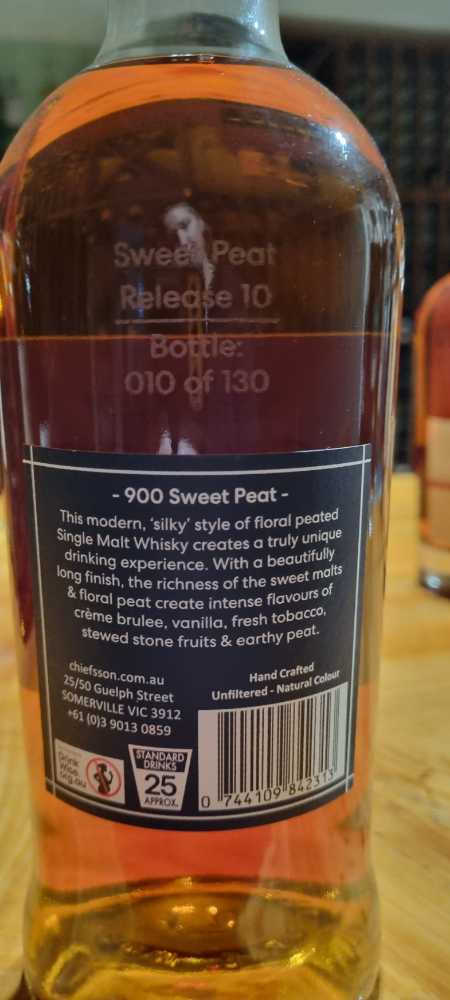 Sweet Peat
Release 10
Bottle:
010 of 130
- 900 Sweet Peat -
This modern, 'silky' style of floral peated
Single Malt Whisky creates a truly unique
drinking experience. With a beautifully
long finish, the richness of the sweet malts
& floral peat create intense flavours of
crème brulee, vanilla, fresh tobacco,
stewed stone fruits & earthy peat.
chiefsson.com.au
25/50 Guelph Street
SOMERVILLE VIC 3912
+61 (0)3 9013 0859
Hand Crafted
Unfiltered - Natural Colour
Drink
Wise
.org.au
STANDARD
DRINKS
25
APPROX.
0 744109 842313